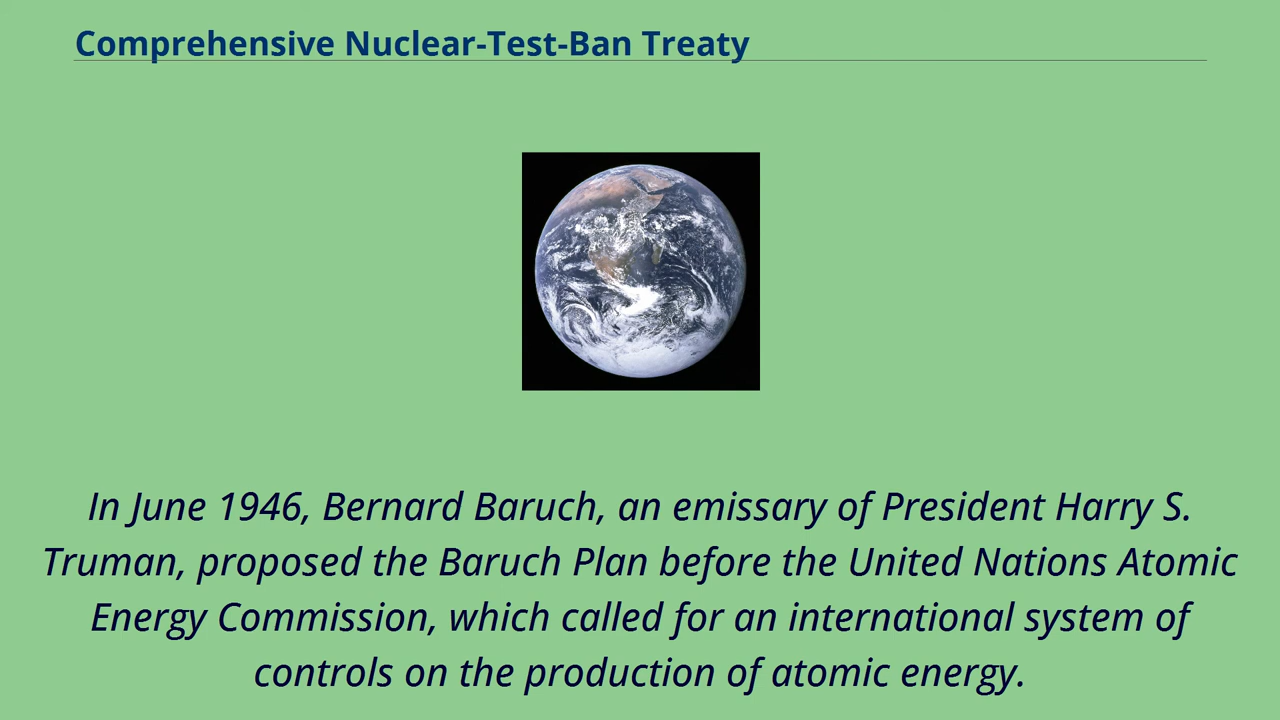 Comprehensive Nuclear-Test-Ban Treaty
In June 1946, Bernard Baruch, an emissary of President Harry S.
Truman, proposed the Baruch Plan before the United Nations Atomic
Energy Commission, which called for an international system of
controls on the production of atomic energy.